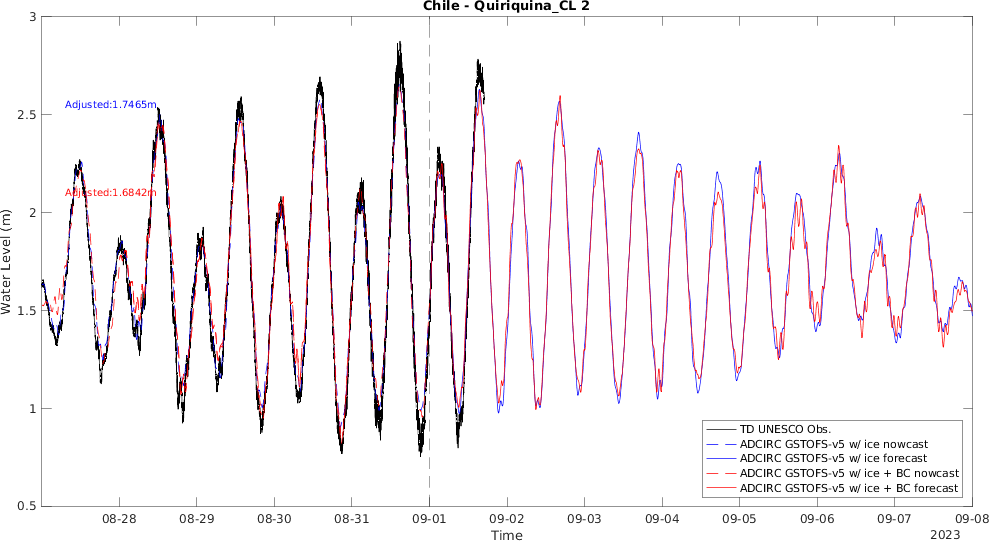 Chile - Quiriquina_CL 2
3
2.5
2
1.5
1
0.5
Water Level (m)
Adjusted:1.7465m
Adjusted:1.6842m
TD UNESCO Obs.
ADCIRC GSTOFS-v5 w/ ice nowcast
ADCIRC GSTOFS-v5 w/ ice forecast
ADCIRC GSTOFS-v5 w/ ice + BC nowcast
ADCIRC GSTOFS-v5 w/ ice + BC forecast
08-28 08-29 08-30 08-31 09-01 09-02 09-03 09-04 09-05 09-06 09-07 09-08
Time
2023